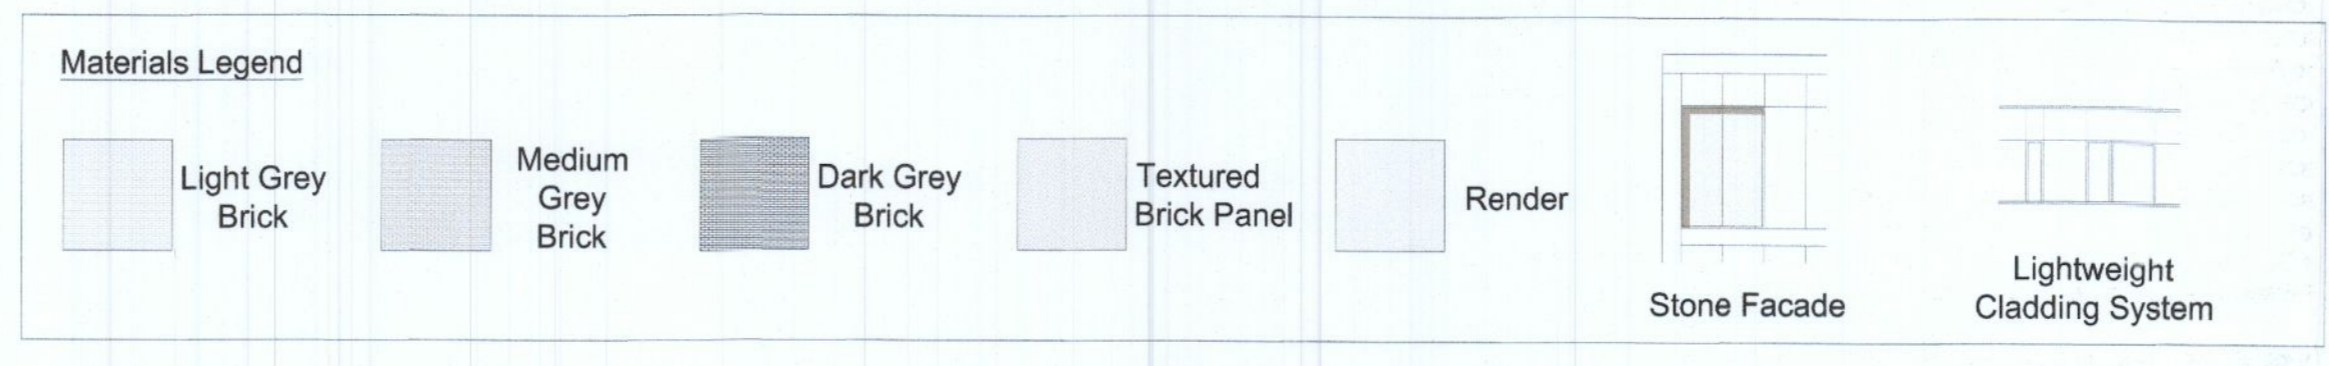 Materials Legend
Light Grey
Brick
Medium
Grey
Brick
Dark Grey
Brick
Textured
Brick Panel
Render
Stone Facade
Lightweight
Cladding System